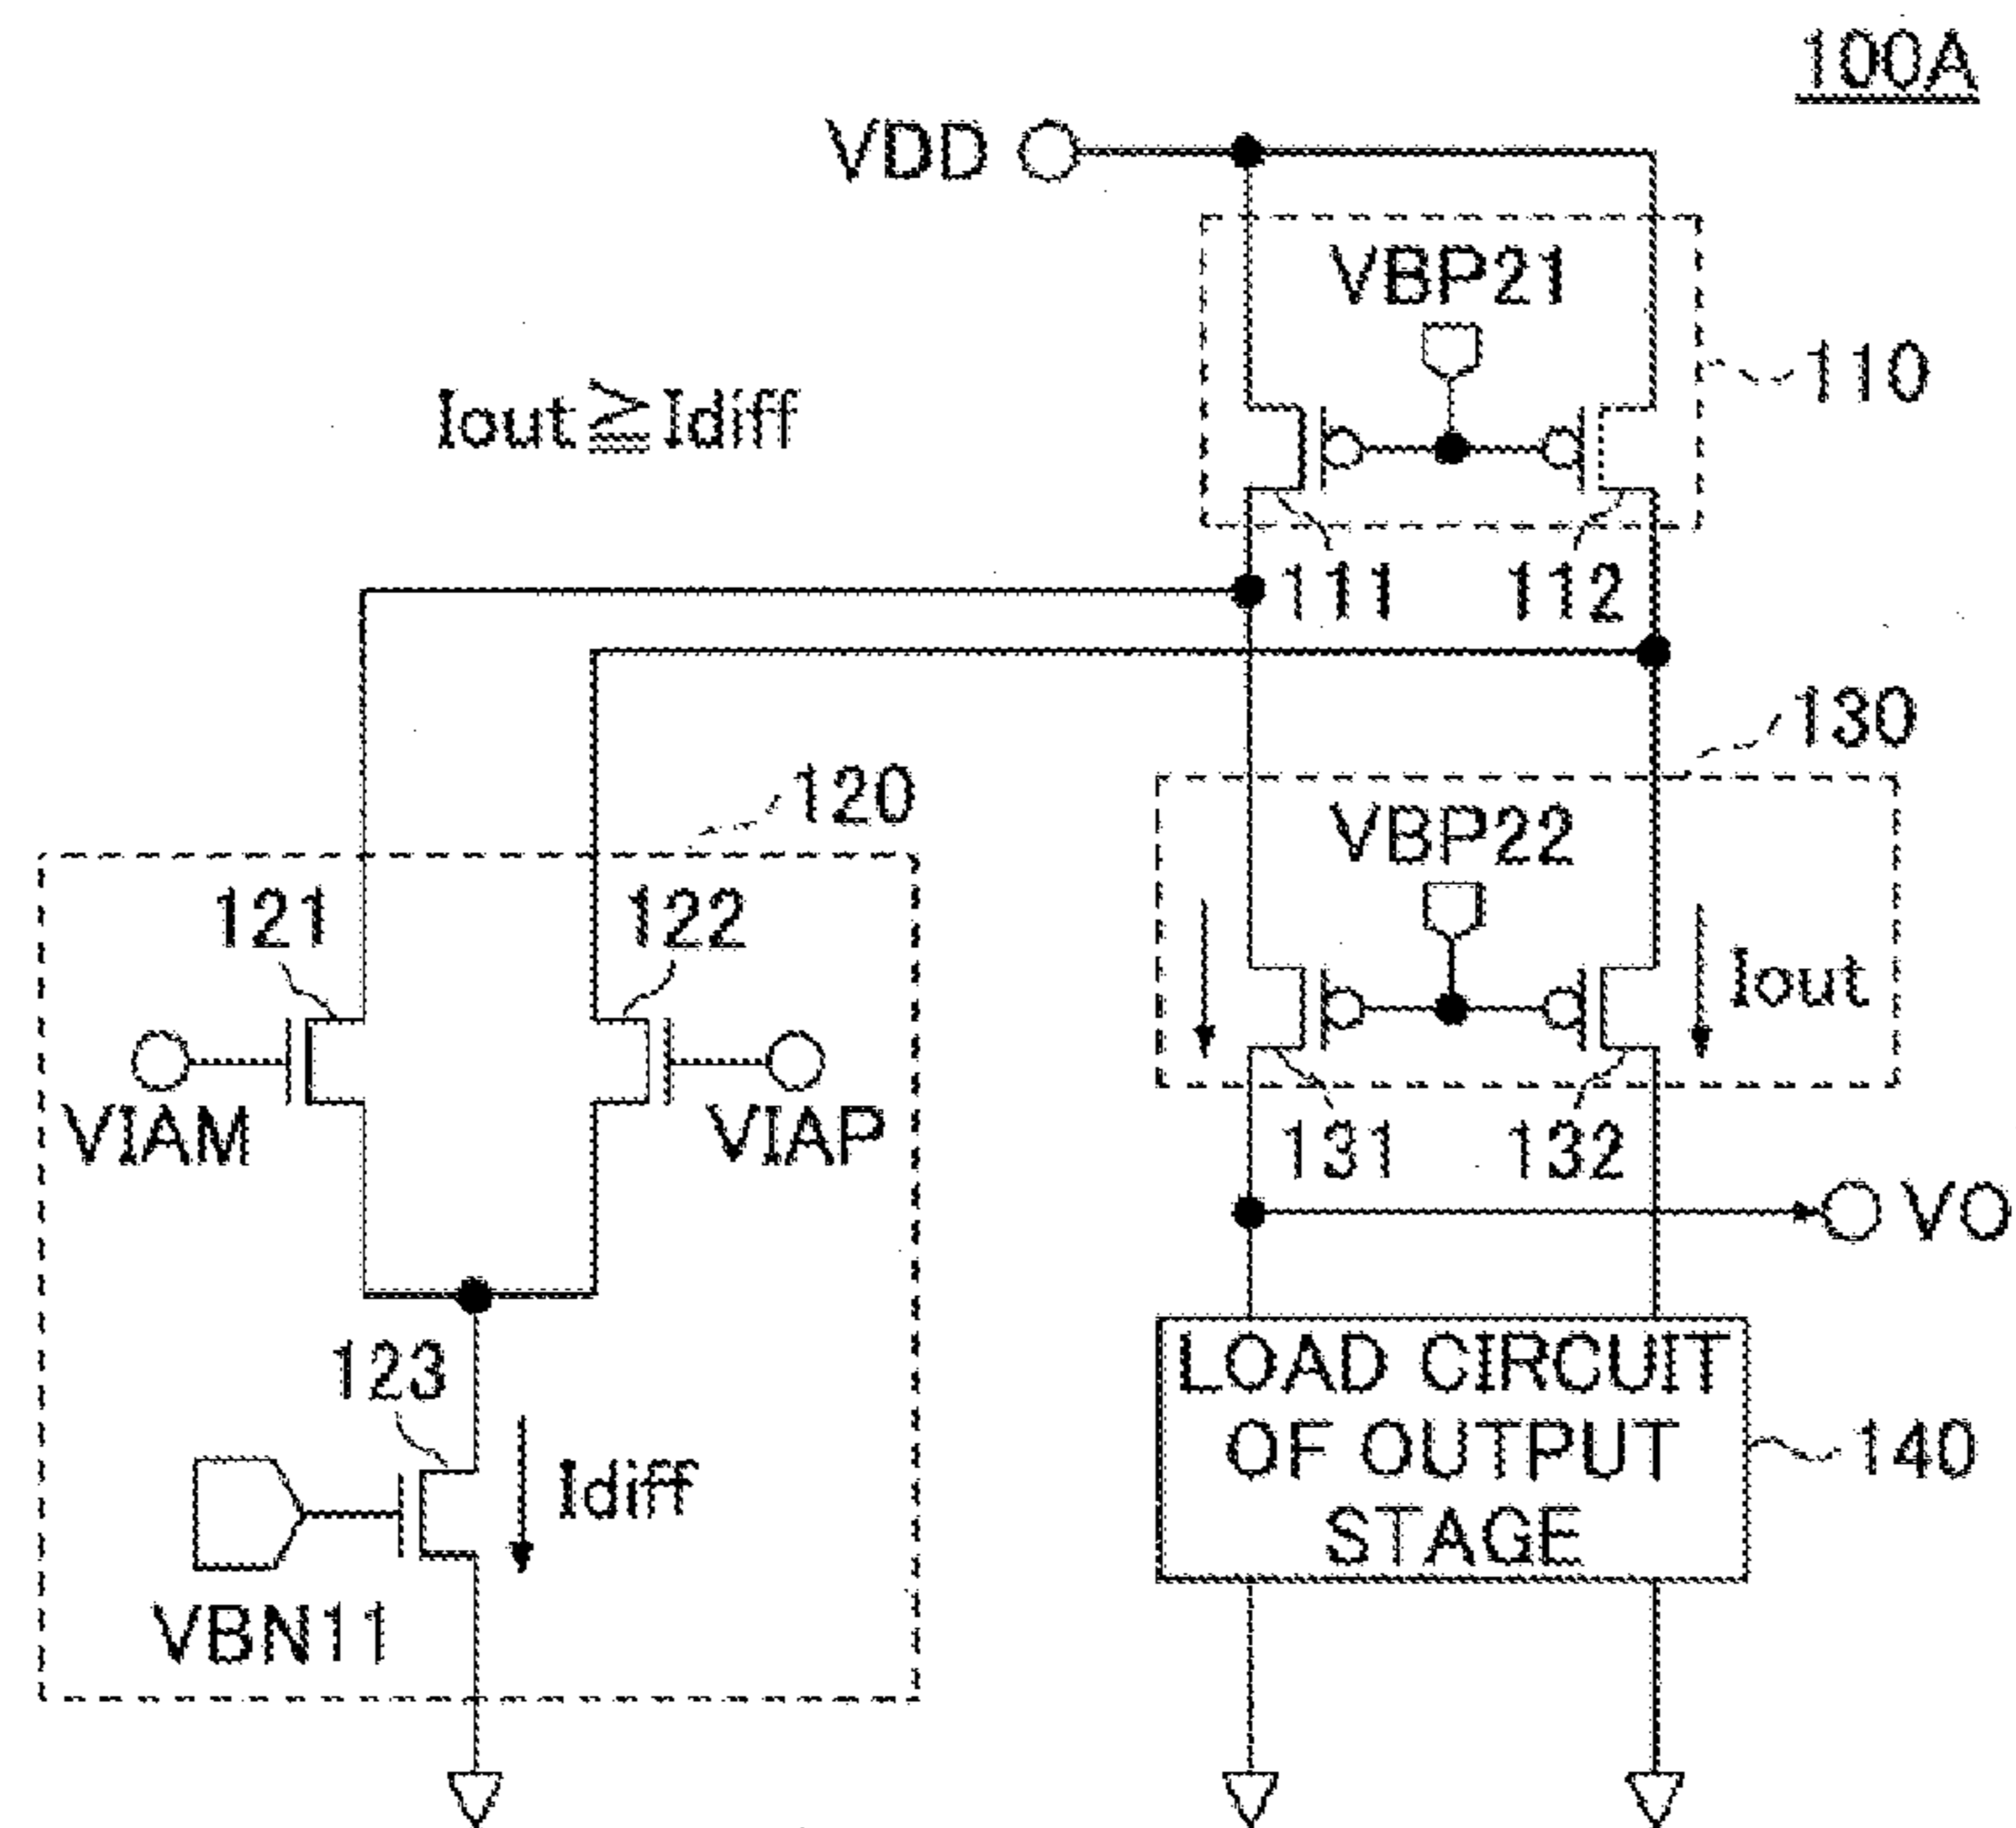 100A
VDD
VBP21
110
Iout≧Idiff
111
112
130
120
VBP22
121
122
Iout
VIAM
VIAP
131
132
VO
123
LOAD CIRCUIT
OF OUTPUT
STAGE
140
Idiff
VBN11